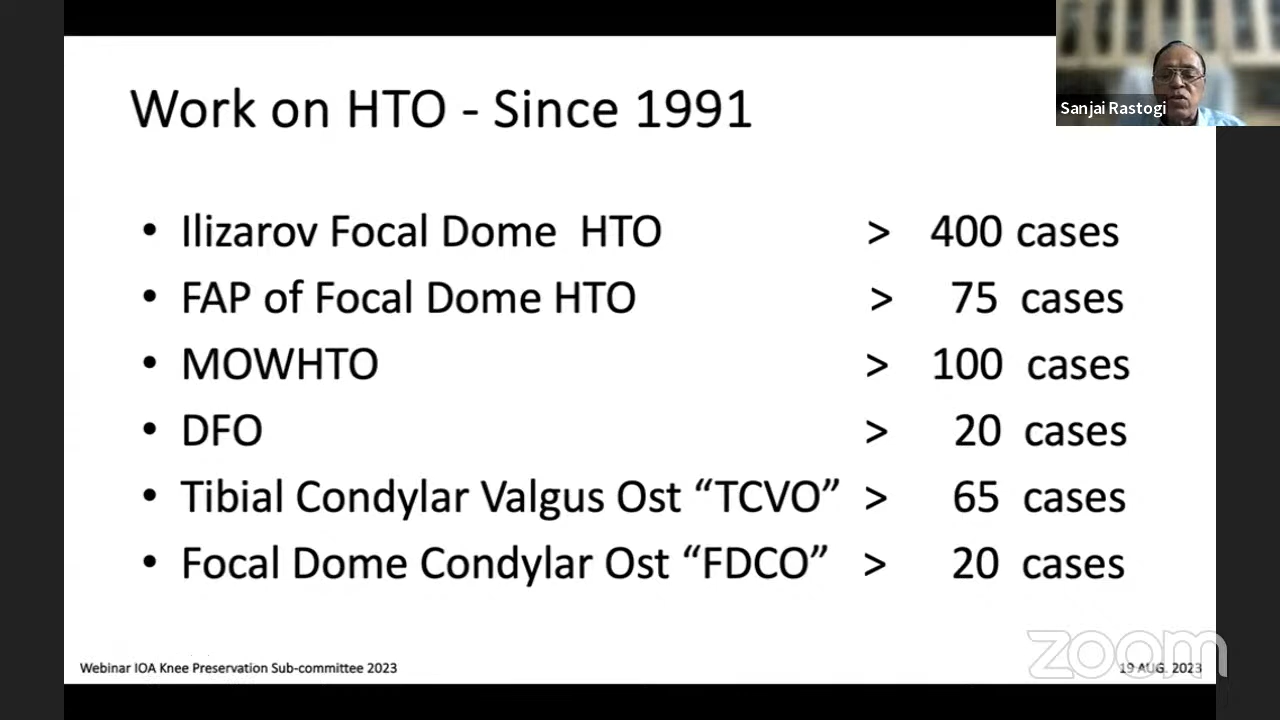 Sanjai Rastogi
Work on HTO - Since 1991
• Ilizarov Focal Dome HTO > 400 cases
• FAP of Focal Dome HTO > 75 cases
• MOWHTO > 100 cases
• DFO > 20 cases
• Tibial Condylar Valgus Ost “TCVO” > 65 cases
• Focal Dome Condylar Ost “FDCO” > 20 cases
Webinar IOA Knee Preservation Sub-committee 2023
19 AUG. 2023
zoom